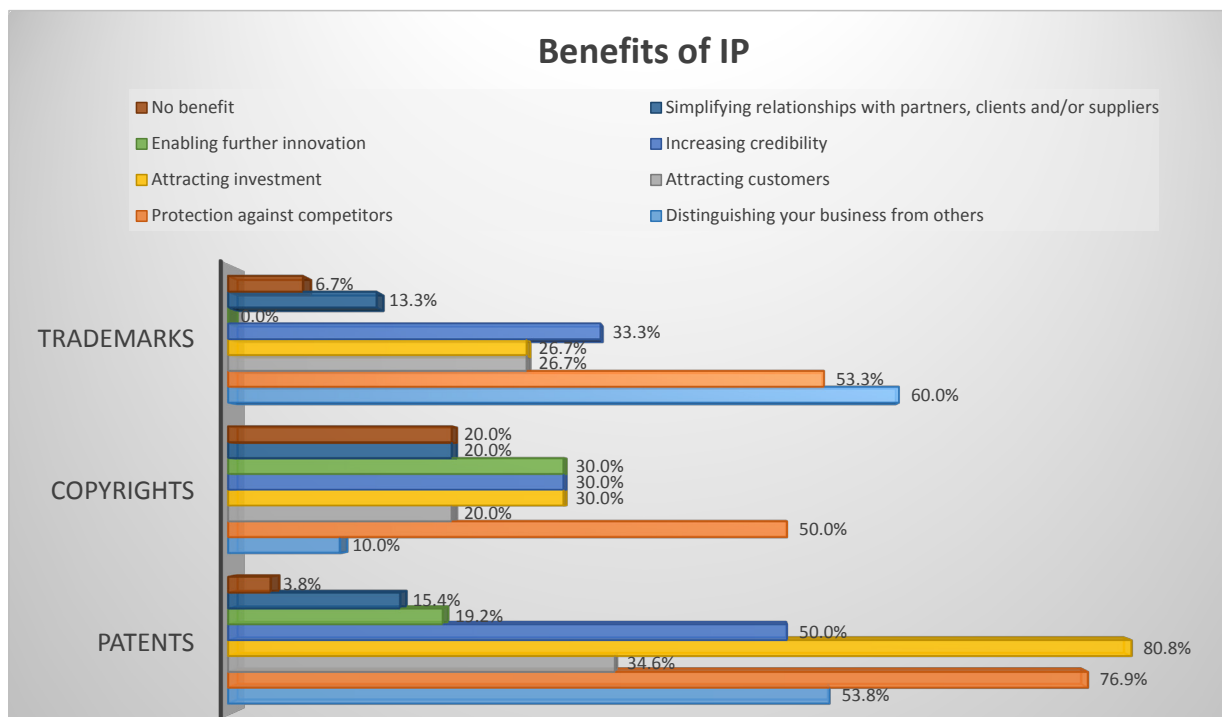 Benefits of IP
No benefit
Simplifying relationships with partners, clients and/or suppliers
Enabling further innovation
Increasing credibility
Attracting investment
Attracting customers
Protection against competitors
Distinguishing your business from others
TRADEMARKS
6.7%
13.3%
0.0%
33.3%
26.7%
26.7%
53.3%
60.0%
COPYRIGHTS
20.0%
20.0%
30.0%
30.0%
30.0%
20.0%
50.0%
10.0%
PATENTS
3.8%
15.4%
19.2%
50.0%
80.8%
34.6%
76.9%
53.8%